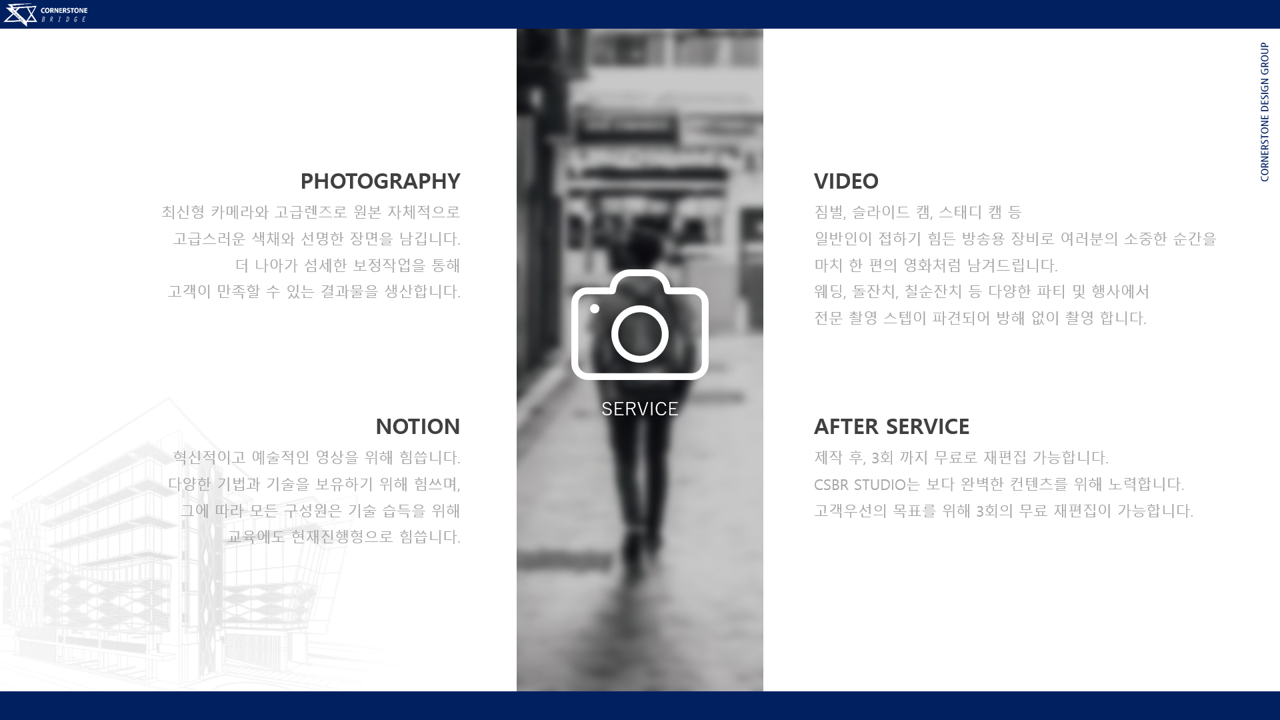 CORNERSTONE
BRIDGE
CORNERSTONE DESIGN GROUP
PHOTOGRAPHY
최신형 카메라와 고급렌즈로 원본 자체적으로
고급스러운 색채와 선명한 장면을 남깁니다.
더 나아가 섬세한 보정작업을 통해
고객이 만족할 수 있는 결과물을 생산합니다.
NOTION
혁신적이고 예술적인 영상을 위해 힘씁니다.
다양한 기법과 기술을 보유하기 위해 힘쓰며,
그에 따라 모든 구성원은 기술 습득을 위해
교육에도 현재진행형으로 힘씁니다.
SERVICE
VIDEO
짐벌, 슬라이드 캠, 스태디 캠 등
일반인이 접하기 힘든 방송용 장비로 여러분의 소중한 순간을
마치 한 편의 영화처럼 남겨드립니다.
웨딩, 돌잔치, 칠순잔치 등 다양한 파티 및 행사에서
전문 촬영 스텝이 파견되어 방해 없이 촬영 합니다.
AFTER SERVICE
제작 후, 3회 까지 무료로 재편집 가능합니다.
CSBR STUDIO는 보다 완벽한 컨텐츠를 위해 노력합니다.
고객우선의 목표를 위해 3회의 무료 재편집이 가능합니다.